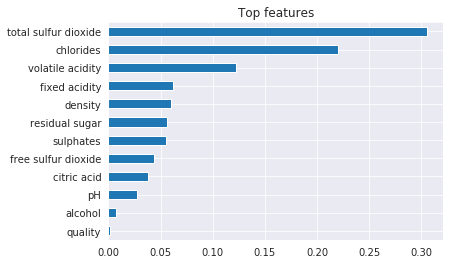 Top features
total sulfur dioxide
chlorides
volatile acidity
fixed acidity
density
residual sugar
sulphates
free sulfur dioxide
citric acid
pH
alcohol
quality
0.00 0.05 0.10 0.15 0.20 0.25 0.30